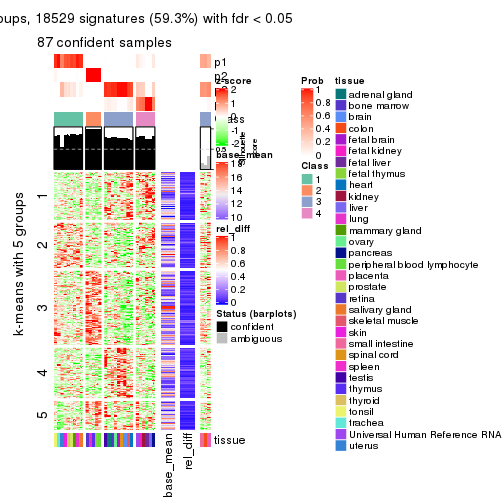 oups, 18529 signatures (59.3%) with fdr < 0.05
87 confident samples
p1
p2
z-score
2
1
0
-1
-2
Class
0.5
silhouette
score
base_mean
18
16
14
12
10
rel_diff
1
0.8
0.6
0.4
0.2
0
Status (barplots)
confident
ambiguous
Prob
1
0.8
0.6
0.4
0.2
0
Class
1
2
3
4
tissue
adrenal gland
bone marrow
brain
colon
fetal brain
fetal kidney
fetal liver
fetal thymus
heart
kidney
liver
lung
mammary gland
ovary
pancreas
peripheral blood lymphocyte
placenta
prostate
retina
salivary gland
skeletal muscle
skin
small intestine
spinal cord
spleen
testis
thymus
thyroid
tonsil
trachea
Universal Human Reference RNA
uterus
k-means with 5 groups
1
2
3
4
5
tissue
base_mean
rel_diff